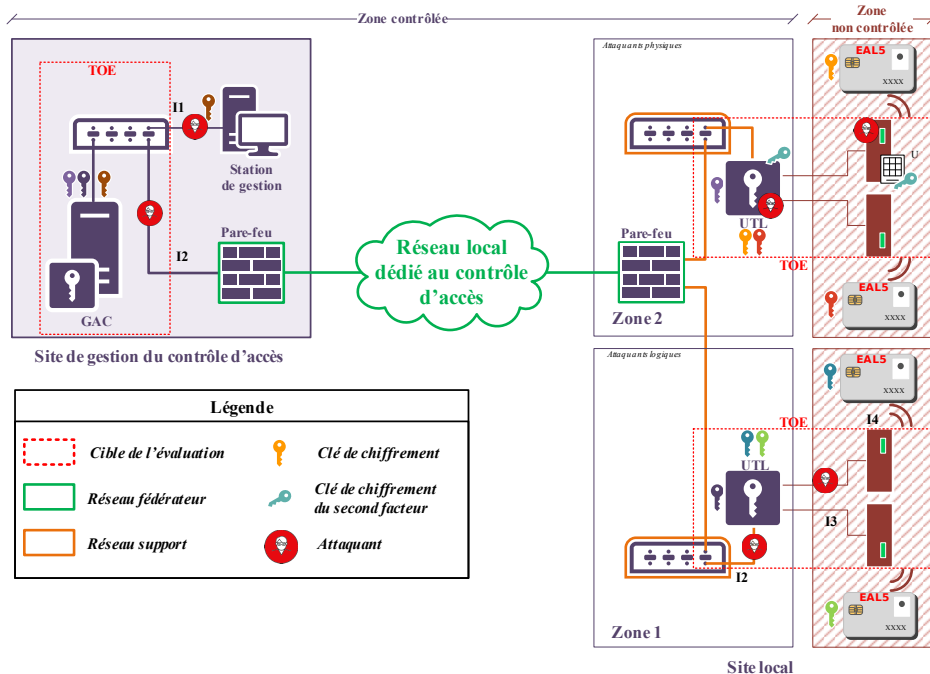 Zone contrôlée
Zone
non contrôlée
TOE
I1
Station
de gestion
I2
Pare-feu
GAC
Site de gestion du contrôle d'accès
Réseau local
dédié au contrôle
d'accès
Attaquants physiques
UTL
Pare-feu
Zone 2
TOE
EAL5
xxxx
U
EAL5
xxxx
Attaquants logiques
TOE
UTL
I2
Zone 1
I3
I4
EAL5
xxxx
EAL5
xxxx
Site local
Légende
Cible de l'évaluation
Clé de chiffrement
Réseau fédérateur
Clé de chiffrement
du second facteur
Réseau support
Attaquant